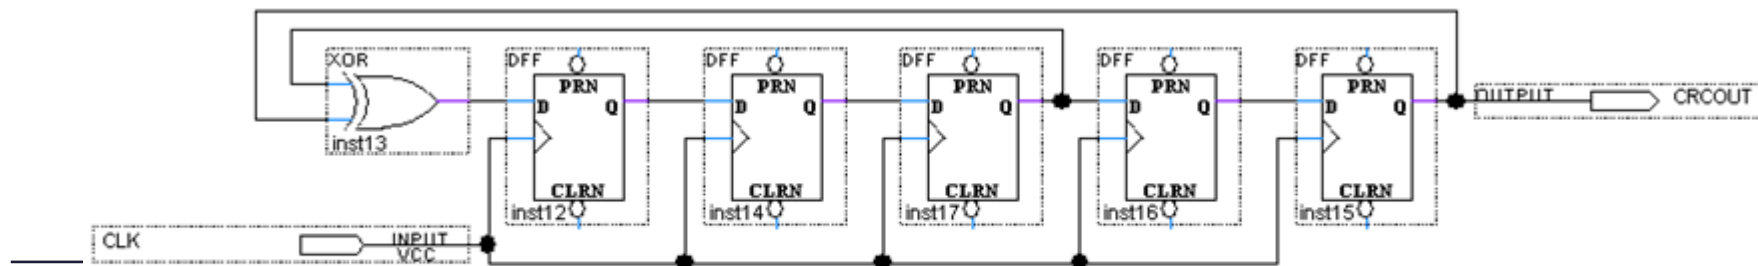 XOR
inst13
DFF
PRN
D Q
CLRN
inst12
DFF
PRN
D Q
CLRN
inst14
DFF
PRN
D Q
CLRN
inst17
DFF
PRN
D Q
CLRN
inst16
DFF
PRN
D Q
CLRN
inst15
OUTPUT CRCOUT
CLK INPUT
VCC